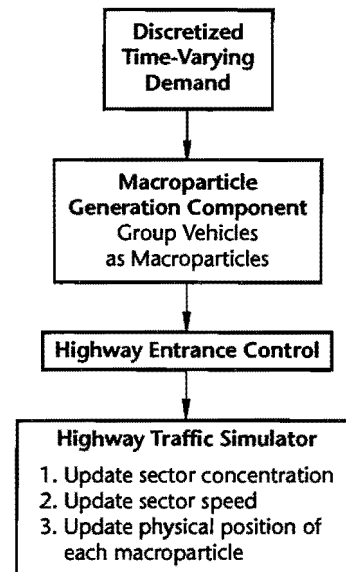 Discretized
Time-Varying
Demand
Macroparticle
Generation Component
Group Vehicles
as Macroparticles
Highway Entrance Control
Highway Traffic Simulator
1. Update sector concentration
2. Update sector speed
3. Update physical position of
each macroparticle